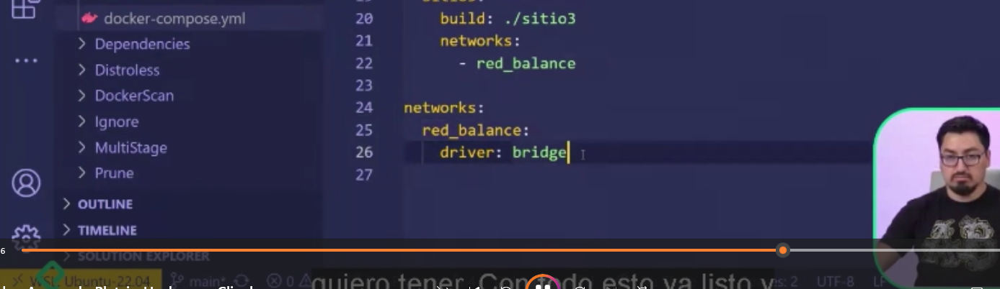 docker-compose.yml
Dependencies
Distroless
DockerScan
Ignore
MultiStage
Prune
OUTLINE
TIMELINE
SOLUTION EXPLORER
20 build: ./sitio3
21 networks:
22 - red_balance
23
24 networks:
25 red_balance:
26 driver: bridge
27
6
WSL: Ubuntu-22.04 main* 0
quiero tener. Con todo esto ya listo y
: 2 UTF-8 LF